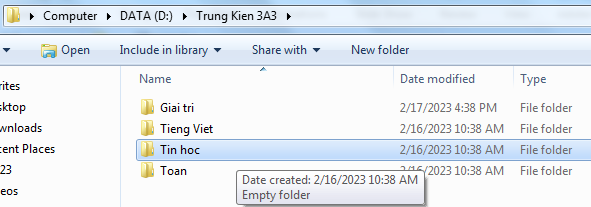 Computer ▸ DATA (D:) ▸ Trung Kien 3A3 ▸
Open Include in library Share with New folder
Name Date modified Type
Giai tri 2/17/2023 4:38 PM File folder
Tieng Viet 2/16/2023 10:38 AM File folder
Tin hoc 2/16/2023 10:38 AM File folder
Toan 2/16/2023 10:38 AM File folder
Date created: 2/16/2023 10:38 AM
Empty folder
rites
sktop
wnloads
cent Places
23
eos